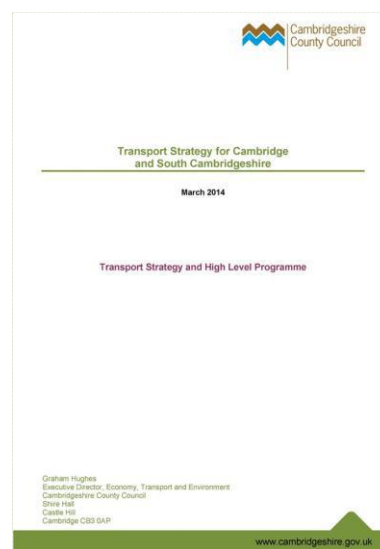 Cambridgeshire
County Council
Transport Strategy for Cambridge
and South Cambridgeshire
March 2014
Transport Strategy and High Level Programme
Graham Hughes
Executive Director, Economy, Transport and Environment
Cambridgeshire County Council
Shire Hall
Castle Hill
Cambridge CB3 0AP
www.cambridgeshire.gov.uk